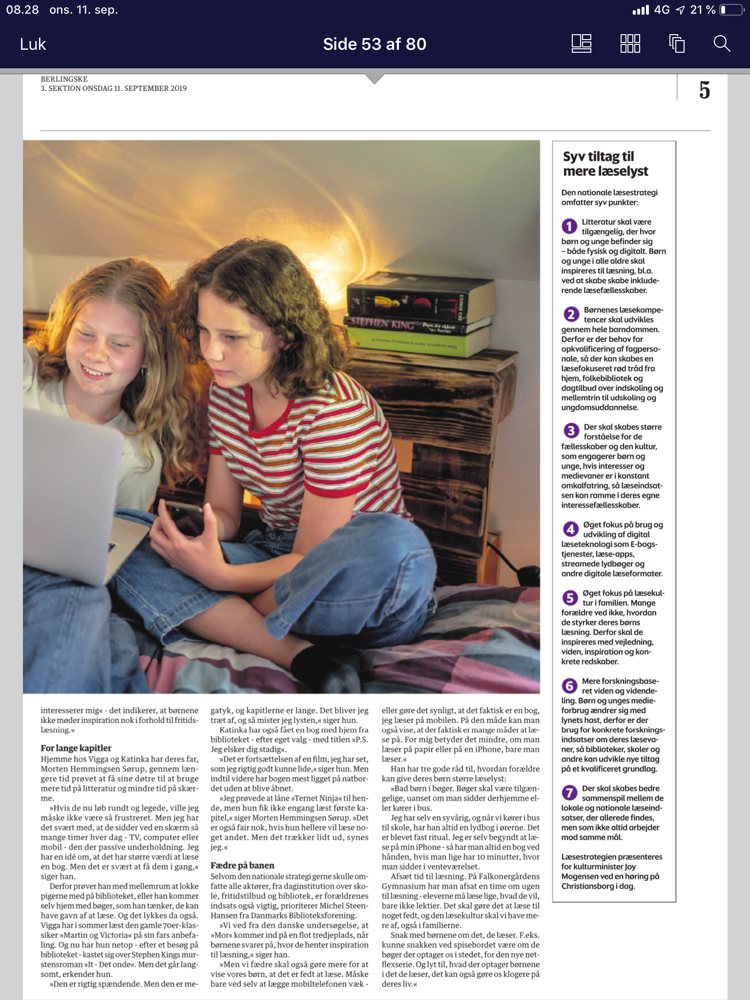 08.28 ons. 11. sep.
4G 21 %
Luk
Side 53 af 80
BERLINGSKE
3. SEKTION ONSDAG 11. SEPTEMBER 2019
5
STEPHEN KING
STEPHEN KING
Pigen der elskede
Tom Gordon
Syv tiltag til
mere læselyst
Den nationale læsestrategi
omfatter syv punkter:
1 Litteratur skal være
tilgængelig, der hvor
børn og unge befinder sig
– både fysisk og digitalt. Børn
og unge i alle aldre skal
inspireres til læsning, bl.a.
ved at skabe skabe inklude-
rende læsefællesskaber.
2 Børnenes læsekompe-
tencer skal udvikles
gennem hele barndommen.
Derfor er der behov for
opkvalificering af fagperso-
nale, så der kan skabes en
læsefokuseret rød tråd fra
hjem, folkebibliotek og
dagtilbud over indskoling og
mellemtrin til udskoling og
ungdomsuddannelse.
3 Der skal skabes større
forståelse for de
fællesskaber og den kultur,
som engagerer børn og
unge, hvis interesser og
medievaner er i konstant
omkalfatring, så læseindsat-
sen kan ramme i deres egne
interessefællesskaber.
4 Øget fokus på brug og
udvikling af digital
læseteknologi som E-bogs-
tjenester, læse-apps,
streamede lydbøger og
andre digitale læseformater.
5 Øget fokus på læsekul-
tur i familien. Mange
forældre ved ikke, hvordan
de styrker deres børns
læsning. Derfor skal de
inspireres med vejledning,
viden, inspiration og kon-
krete redskaber.
6 Mere forskningsbase-
ret viden og vidende-
ling. Børn og unges medie-
forbrug ændrer sig med
lynets hast, derfor er der
brug for konkrete forsknings-
indsatser om deres læseva-
ner, så biblioteker, skoler og
andre kan udvikle nye tiltag
på et kvalificeret grundlag.
7 Der skal skabes bedre
sammenspil mellem de
lokale og nationale læseind-
satser, der allerede findes,
men som ikke altid arbejder
mod samme mål.
Læsestrategien præsenteres
for kulturminister Joy
Mogensen ved en høring på
Christiansborg i dag.
interesserer mig« - det indikerer, at børnene
ikke møder inspiration nok i forhold til fritids-
læsning.«
For lange kapitler
Hjemme hos Vigga og Katinka har deres far,
Morten Hemmingsen Sørup, gennem læn-
gere tid prøvet at få sine døtre til at bruge
mere tid på litteratur og mindre tid på skær-
me.
»Hvis de nu løb rundt og legede, ville jeg
måske ikke være så frustreret. Men jeg har
det svært med, at de sidder ved en skærm så
mange timer hver dag - TV, computer eller
mobil - den der passive underholdning. Jeg
har en idé om, at det har større værdi at læse
en bog. Men det er svært at få dem i gang,«
siger han.
Derfor prøver han med mellemrum at lokke
pigerne med på biblioteket, eller han kommer
selv hjem med bøger, som han tænker, de kan
have gavn af at læse. Og det lykkes da også.
Vigga har i sommer læst den gamle 70er-klas-
siker »Martin og Victoria« på sin fars anbefa-
ling. Og nu har hun netop - efter et besøg på
biblioteket - kastet sig over Stephen Kings mur-
stensroman »It - Det onde«. Men det går lang-
somt, erkender hun.
»Den er rigtig spændende. Men den er me-
gatyk, og kapitlerne er lange. Det bliver jeg
træt af, og så mister jeg lysten,« siger hun.
Katinka har også fået en bog med hjem fra
biblioteket - efter eget valg - med titlen »P.S.
Jeg elsker dig stadig«.
»Det er fortsættelsen af en film, jeg har set,
som jeg rigtig godt kunne lide,« siger hun. Men
indtil videre har bogen mest ligget på natbor-
det uden at blive åbnet.
»Jeg prøvede at låne »Ternet Ninja« til hen-
de, men hun fik ikke engang læst første ka-
pitel,« siger Morten Hemmingsen Sørup. »Det
er også fair nok, hvis hun hellere vil læse no-
get andet. Men det trækker lidt ud, synes
jeg.«
Fædre på banen
Selvom den nationale strategi gerne skulle om-
fatte alle aktører, fra daginstitution over sko-
le, fritidstilbud og bibliotek, er forældrenes
indsats også vigtig, prioriterer Michel Steen-
Hansen fra Danmarks Biblioteksforening.
»Vi ved fra den danske undersøgelse, at
»Mor« kommer ind på en flot tredjeplads, når
børnene svarer på, hvor de henter inspiration
til læsning,« siger han.
»Men vi fædre skal også gøre mere for at
vise vores børn, at det er fedt at læse. Måske
bare ved selv at lægge mobiltelefonen væk -
eller gøre det synligt, at det faktisk er en bog,
jeg læser på mobilen. På den måde kan man
også vise, at der faktisk er mange måder at læ-
se på. For mig betyder det mindre, om man
læser på papir eller på en iPhone, bare man
læser.«
Han har tre gode råd til, hvordan forældre
kan give deres børn større læselyst:
»Bad børn i bøger. Bøger skal være tilgæn-
gelige, uanset om man sidder derhjemme el-
ler kører i bus.
Jeg har selv en syvårig, og når vi kører i bus
til skole, har han altid en lydbog i ørerne. Det
er blevet fast ritual. Jeg er selv begyndt at læ-
se på min iPhone - så har man altid en bog ved
hånden, hvis man lige har 10 minutter, hvor
man sidder i venteværelset.
Afsæt tid til læsning. På Falkonergårdens
Gymnasium har man afsat en time om ugen
til læsning - eleverne må læse lige, hvad de vil,
bare ikke lektier. Det skal gøre det at læse til
noget fedt, og den læsekultur skal vi have me-
re af, også i familierne.
Snak med børnene om det, de læser. F.eks.
kunne snakken ved spisebordet være om de
bøger der optager os i stedet, for den nye net-
flexserie. Og lyt til, hvad der optager børnene
i det de læser, det kan også gøre os klogere på
deres liv.«